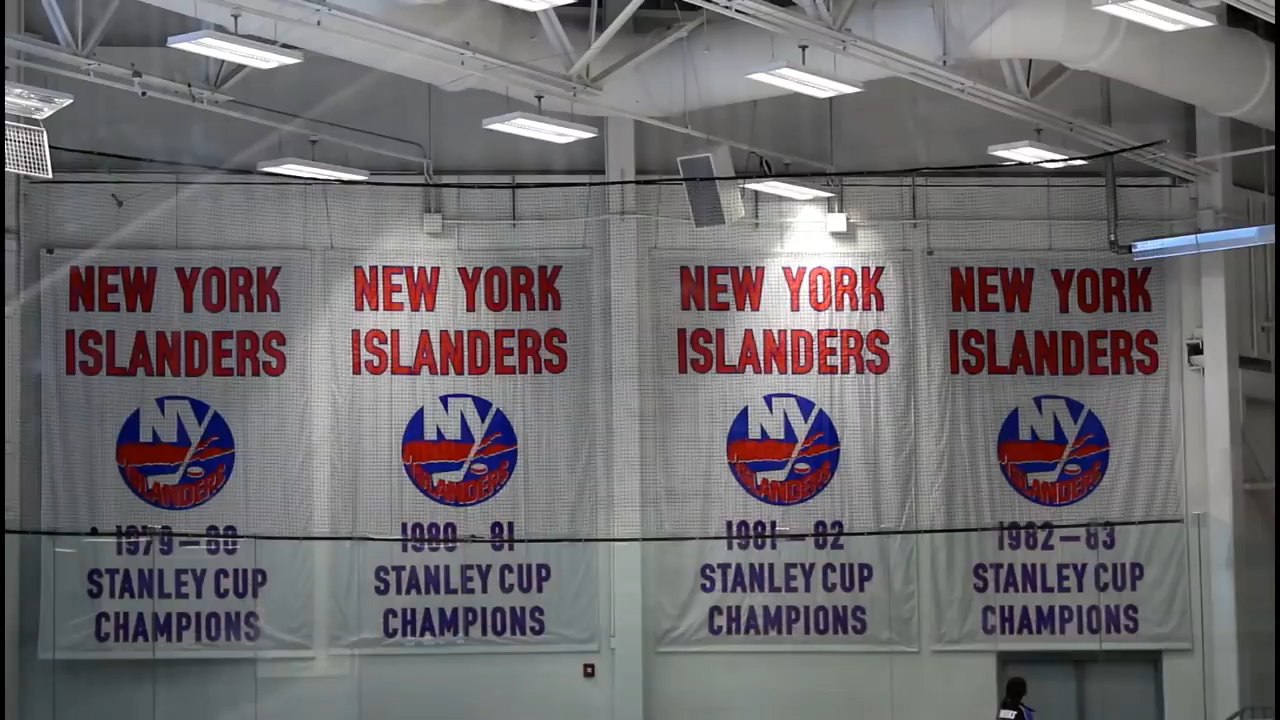 NEW YORK
ISLANDERS
NY
ISLANDERS
1979-80
STANLEY CUP
CHAMPIONS
NEW YORK
ISLANDERS
NY
ISLANDERS
1980-81
STANLEY CUP
CHAMPIONS
NEW YORK
ISLANDERS
NY
ISLANDERS
1981-82
STANLEY CUP
CHAMPIONS
NEW YORK
ISLANDERS
NY
ISLANDERS
1982-83
STANLEY CUP
CHAMPIONS